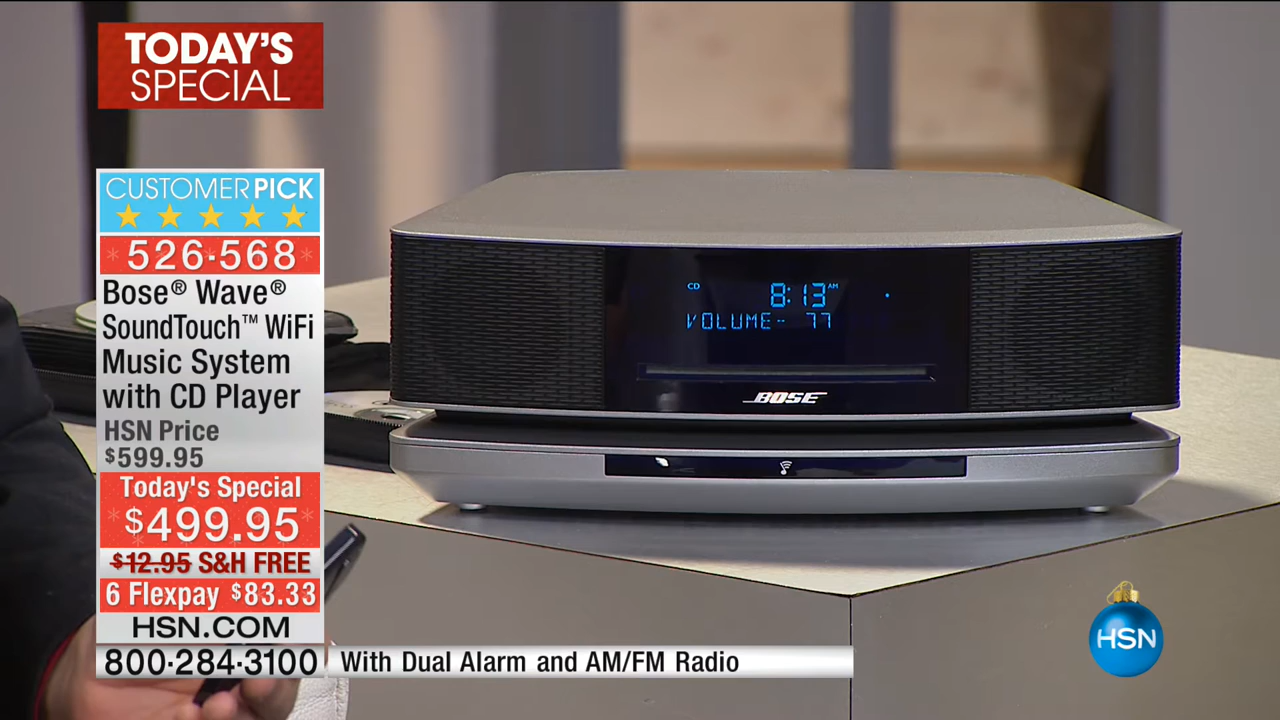 TODAY'S
SPECIAL
CUSTOMERPICK
526-568
Bose® Wave®
SoundTouch™ WiFi
Music System
with CD Player
HSN Price
$599.95
Today's Special
$499.95
$12.95 S&H FREE
6 Flexpay $83.33
HSN.COM
800-284-3100
With Dual Alarm and AM/FM Radio
CD 8:13 AM
VOLUME- 77
BOSE
HSN